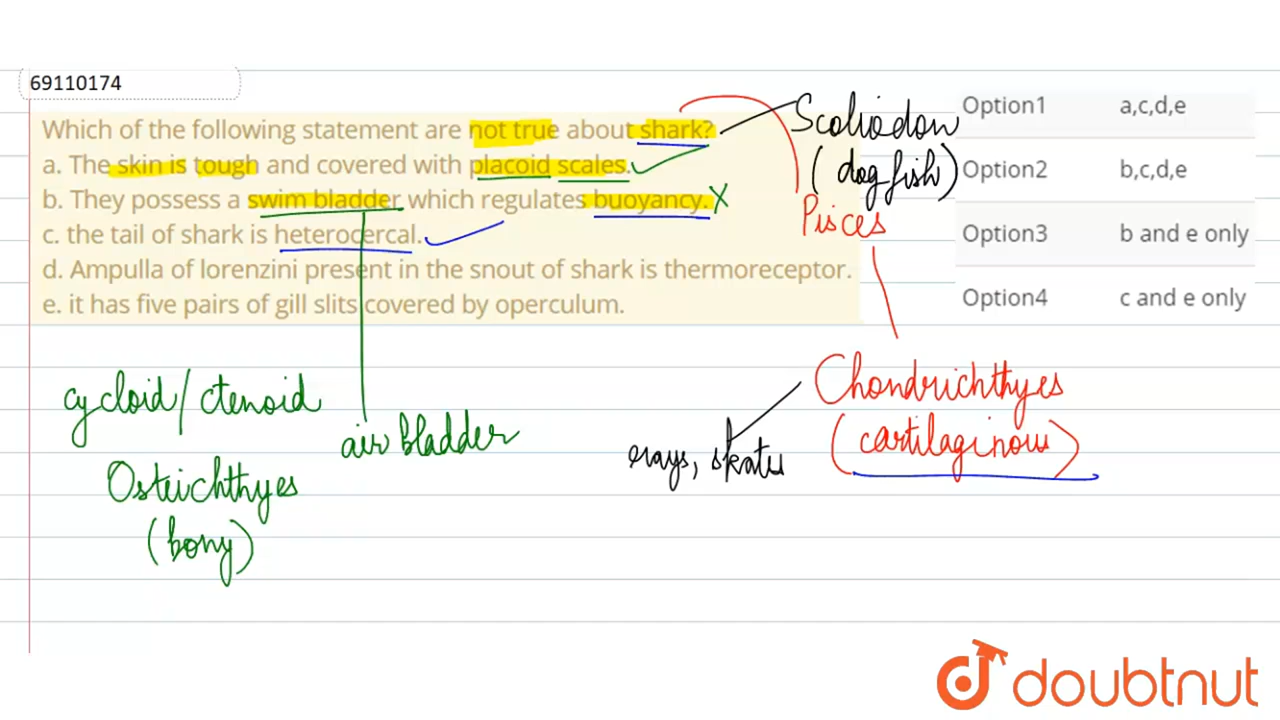 69110174
Which of the following statement are not true about shark?
a. The skin is tough and covered with placoid scales.
b. They possess a swim bladder which regulates buoyancy. X
c. the tail of shark is heterocercal.
d. Ampulla of lorenzini present in the snout of shark is thermoreceptor.
e. it has five pairs of gill slits covered by operculum.
Scoliodon
(dog fish)
Pisces
Option1 a,c,d,e
Option2 b,c,d,e
Option3 b and e only
Option4 c and e only
Chondrichthyes
(cartilaginous)
rays, skates
cycloid/ctenoid
air bladder
Osteichthyes
(bony)
doubtnut